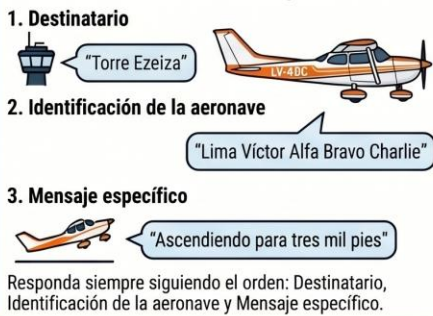 1. Destinatario
"Torre Ezeiza"
LV-4DC
2. Identificación de la aeronave
"Lima Víctor Alfa Bravo Charlie"
3. Mensaje específico
"Ascendiendo para tres mil pies"
Responda siempre siguiendo el orden: Destinatario,
Identificación de la aeronave y Mensaje específico.